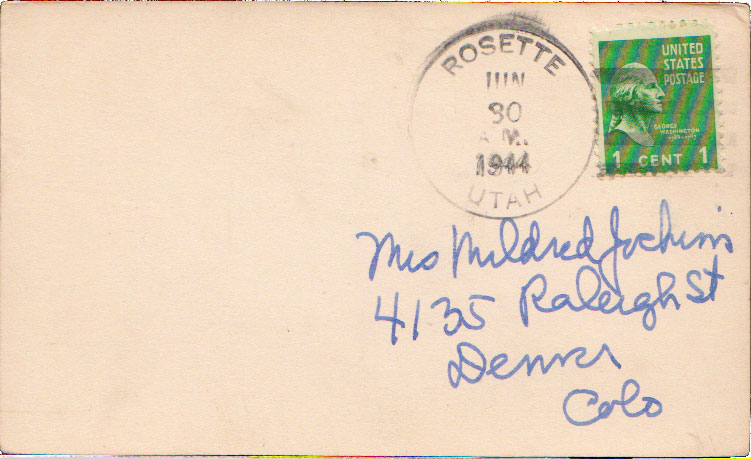 ROSETTE
JUN
30
A.M.
1944
UTAH
UNITED
STATES
POSTAGE
GEORGE
WASHINGTON
1 CENT 1
Mrs Mildred Jochims
4135 Raleigh St
Denver
Colo